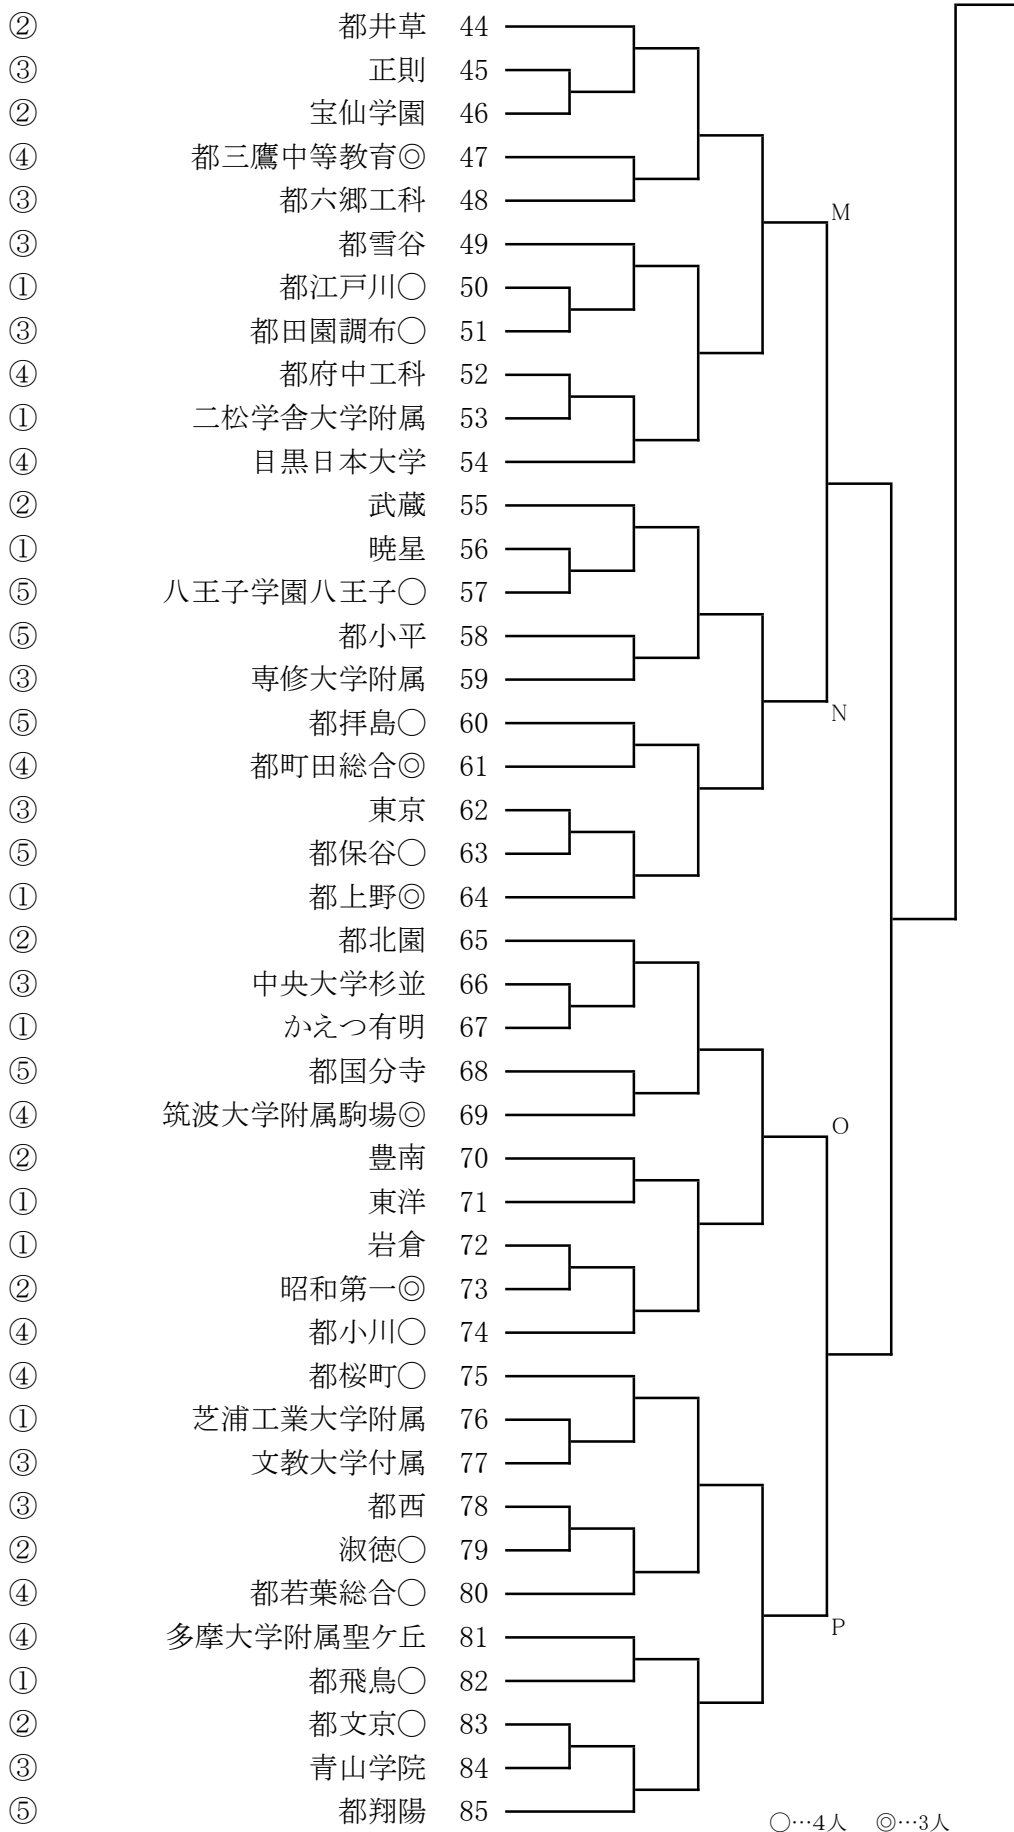 ② 都井草 44
③ 正則 45
② 宝仙学園 46
④ 都三鷹中等教育◎ 47
③ 都六郷工科 48
③ 都雪谷 49
M
① 都江戸川○ 50
③ 都田園調布○ 51
④ 都府中工科 52
① 二松学舎大学附属 53
④ 目黒日本大学 54
② 武蔵 55
① 暁星 56
⑤ 八王子学園八王子○ 57
⑤ 都小平 58
③ 専修大学附属 59
⑤ 都拝島○ 60
N
④ 都町田総合◎ 61
③ 東京 62
⑤ 都保谷○ 63
① 都上野◎ 64
② 都北園 65
③ 中央大学杉並 66
① かえつ有明 67
⑤ 都国分寺 68
④ 筑波大学附属駒場◎ 69
O
② 豊南 70
① 東洋 71
① 岩倉 72
② 昭和第一◎ 73
④ 都小川○ 74
④ 都桜町○ 75
① 芝浦工業大学附属 76
③ 文教大学付属 77
③ 都西 78
② 淑徳○ 79
④ 都若葉総合○ 80
P
④ 多摩大学附属聖ケ丘 81
① 都飛鳥○ 82
② 都文京○ 83
③ 青山学院 84
⑤ 都翔陽 85
○…4人 ◎…3人